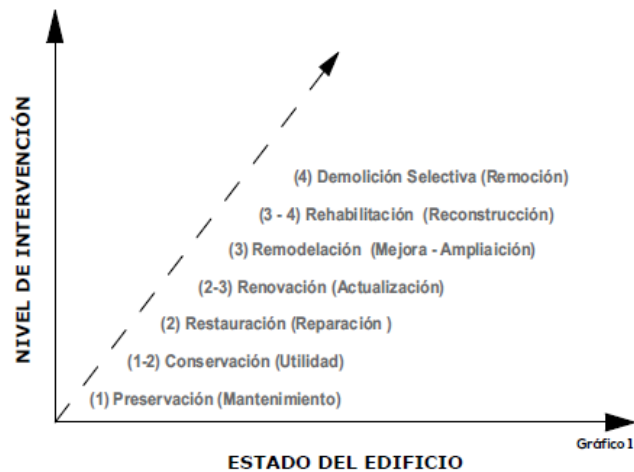 NIVEL DE INTERVENCIÓN
(4) Demolición Selectiva (Remoción)
(3 - 4) Rehabilitación (Reconstrucción)
(3) Remodelación (Mejora - Ampliaición)
(2-3) Renovación (Actualización)
(2) Restauración (Reparación )
(1-2) Conservación (Utilidad)
(1) Preservación (Mantenimiento)
Gráfico 1
ESTADO DEL EDIFICIO